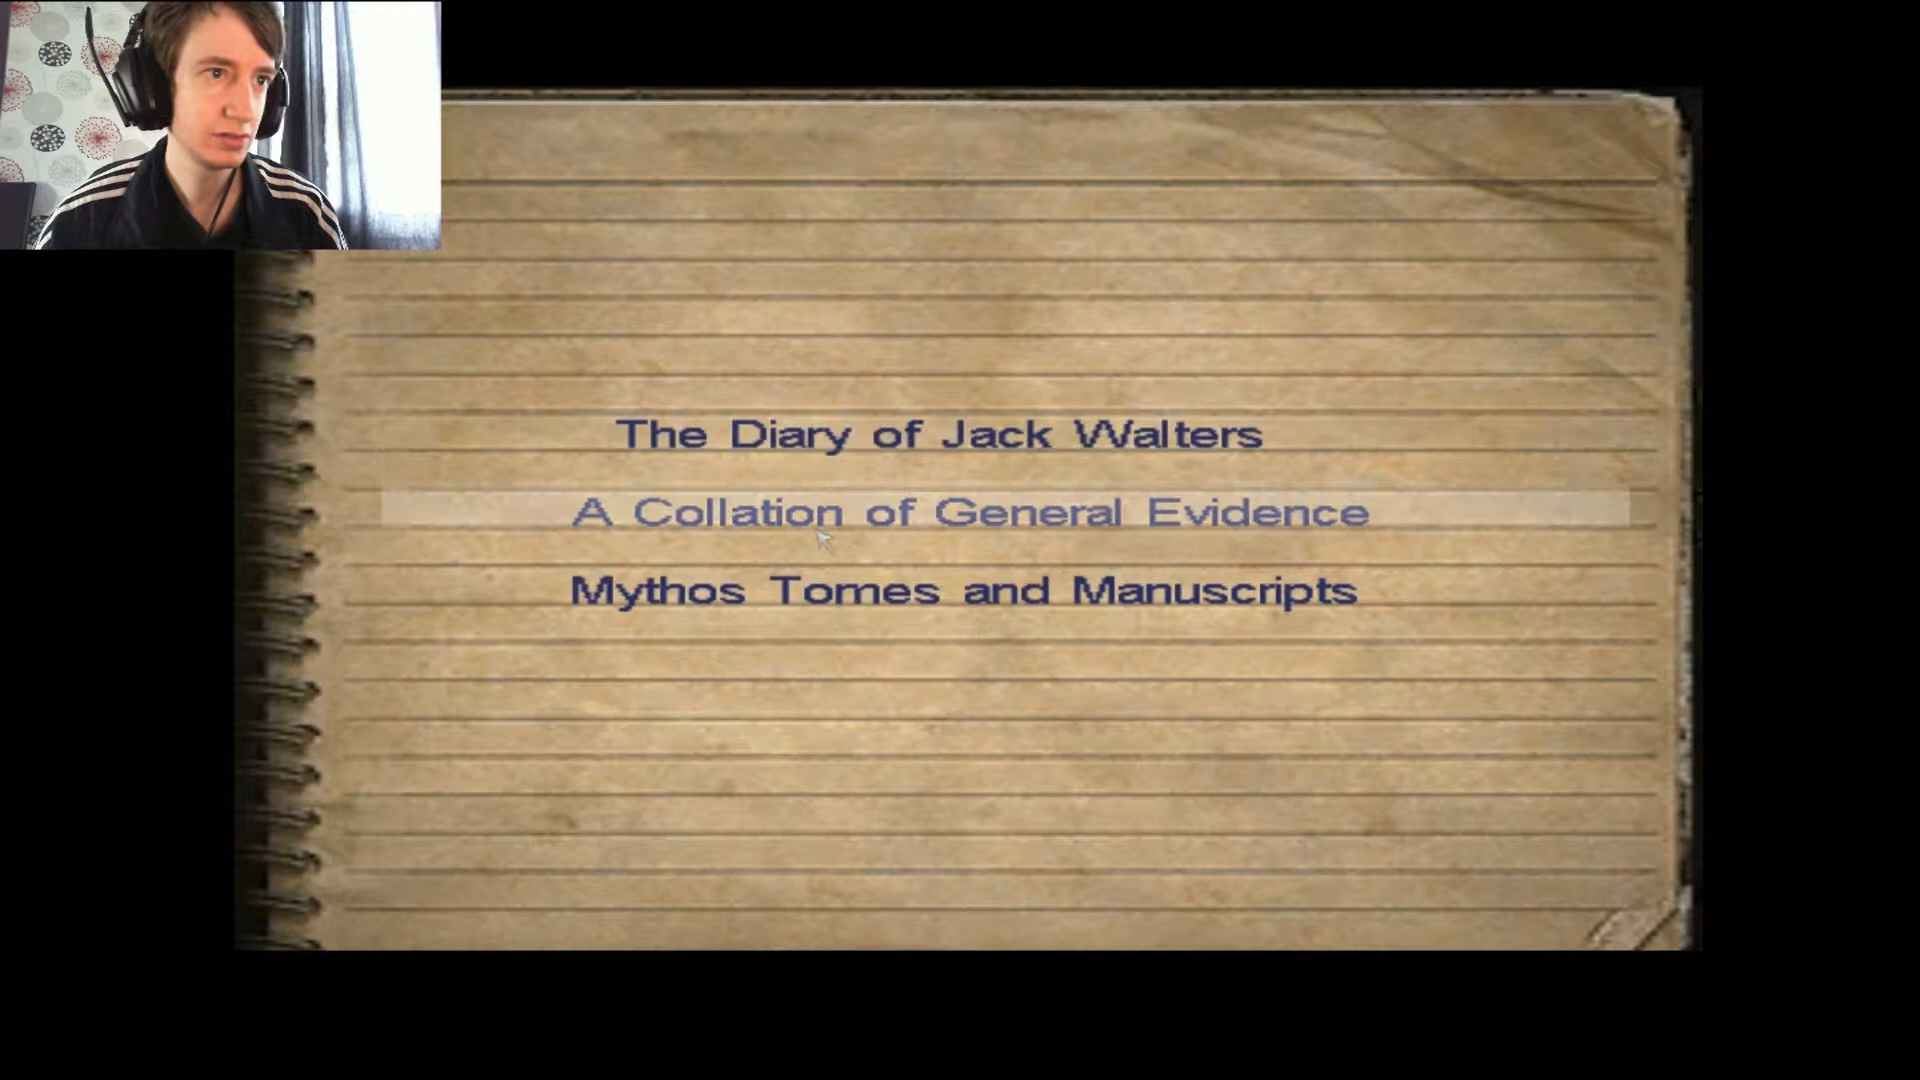 The Diary of Jack Walters
A Collation of General Evidence
Mythos Tomes and Manuscripts